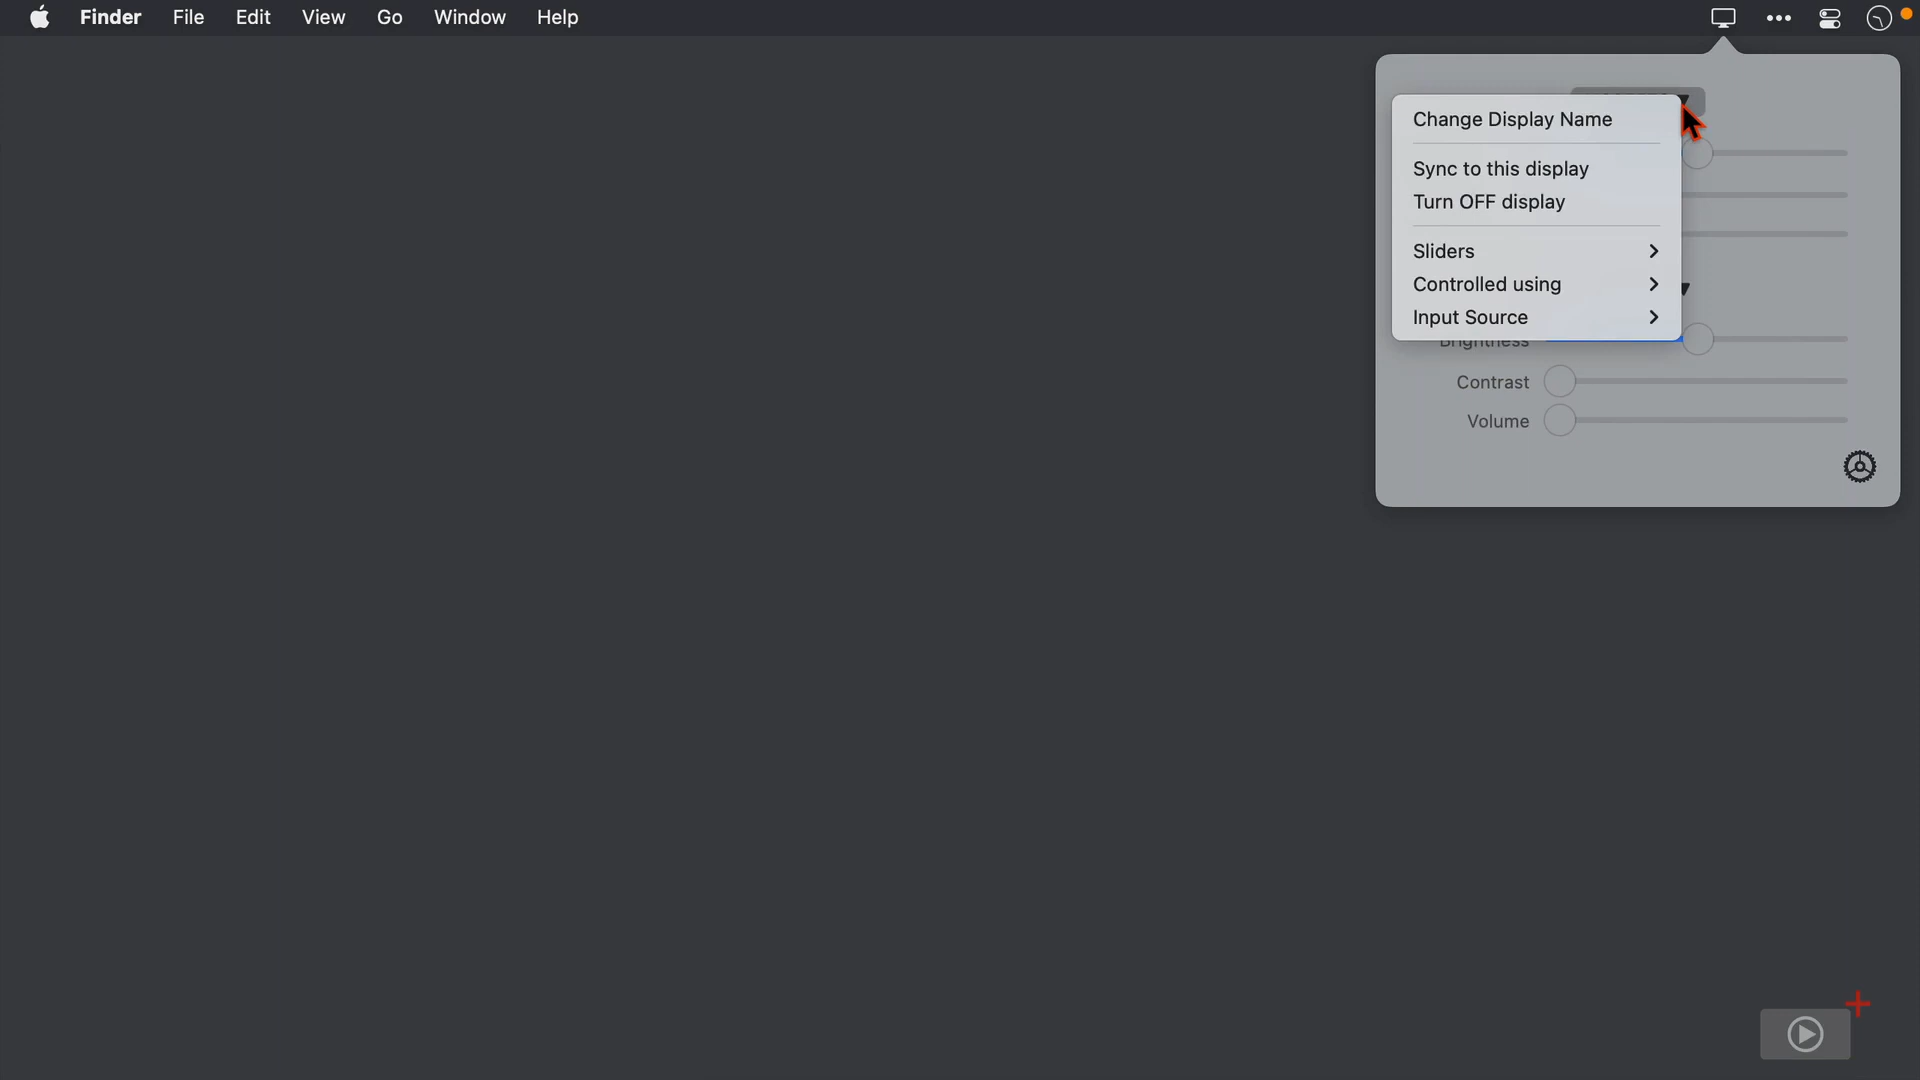 Finder File Edit View Go Window Help
Change Display Name
Sync to this display
Turn OFF display
Sliders
Controlled using
Input Source
Brightness
Contrast
Volume